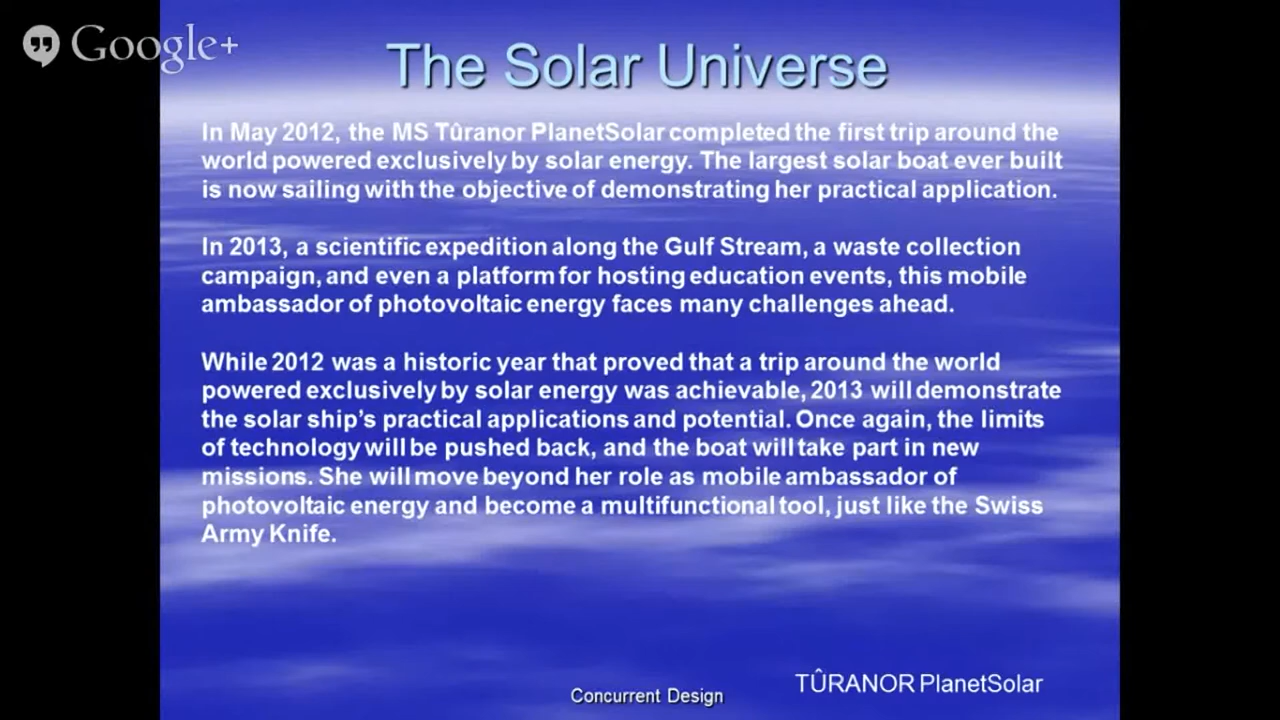 Google+
The Solar Universe
In May 2012, the MS Tûranor PlanetSolar completed the first trip around the
world powered exclusively by solar energy. The largest solar boat ever built
is now sailing with the objective of demonstrating her practical application.
In 2013, a scientific expedition along the Gulf Stream, a waste collection
campaign, and even a platform for hosting education events, this mobile
ambassador of photovoltaic energy faces many challenges ahead.
While 2012 was a historic year that proved that a trip around the world
powered exclusively by solar energy was achievable, 2013 will demonstrate
the solar ship's practical applications and potential. Once again, the limits
of technology will be pushed back, and the boat will take part in new
missions. She will move beyond her role as mobile ambassador of
photovoltaic energy and become a multifunctional tool, just like the Swiss
Army Knife.
TÛRANOR PlanetSolar
Concurrent Design